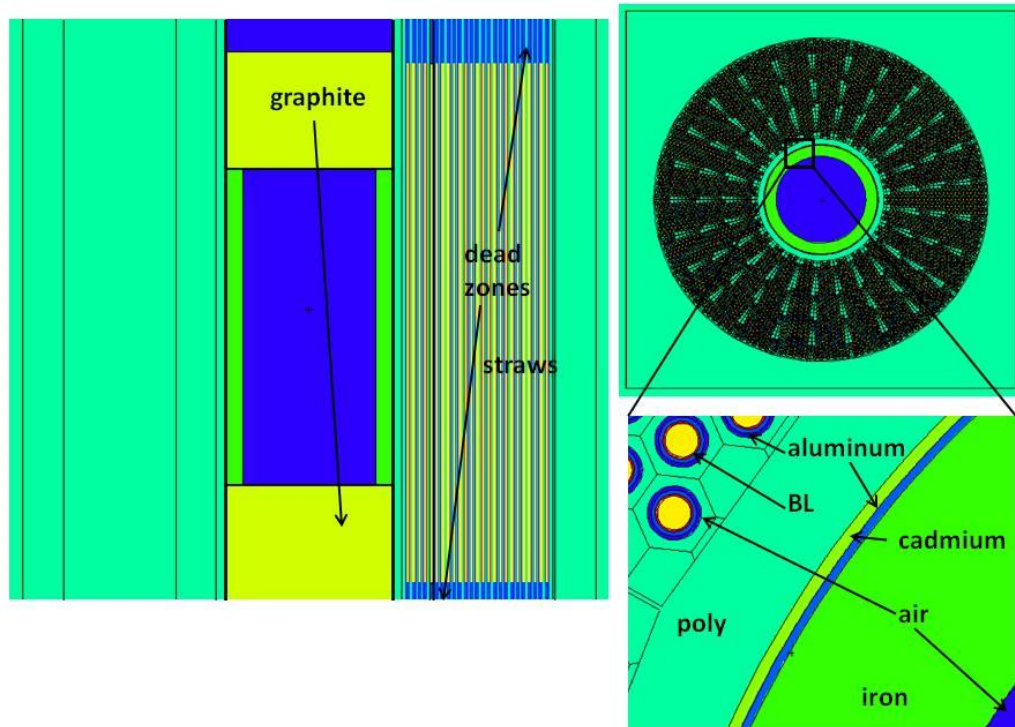 graphite
dead
zones
straws
aluminum
BL
cadmium
air
poly
iron